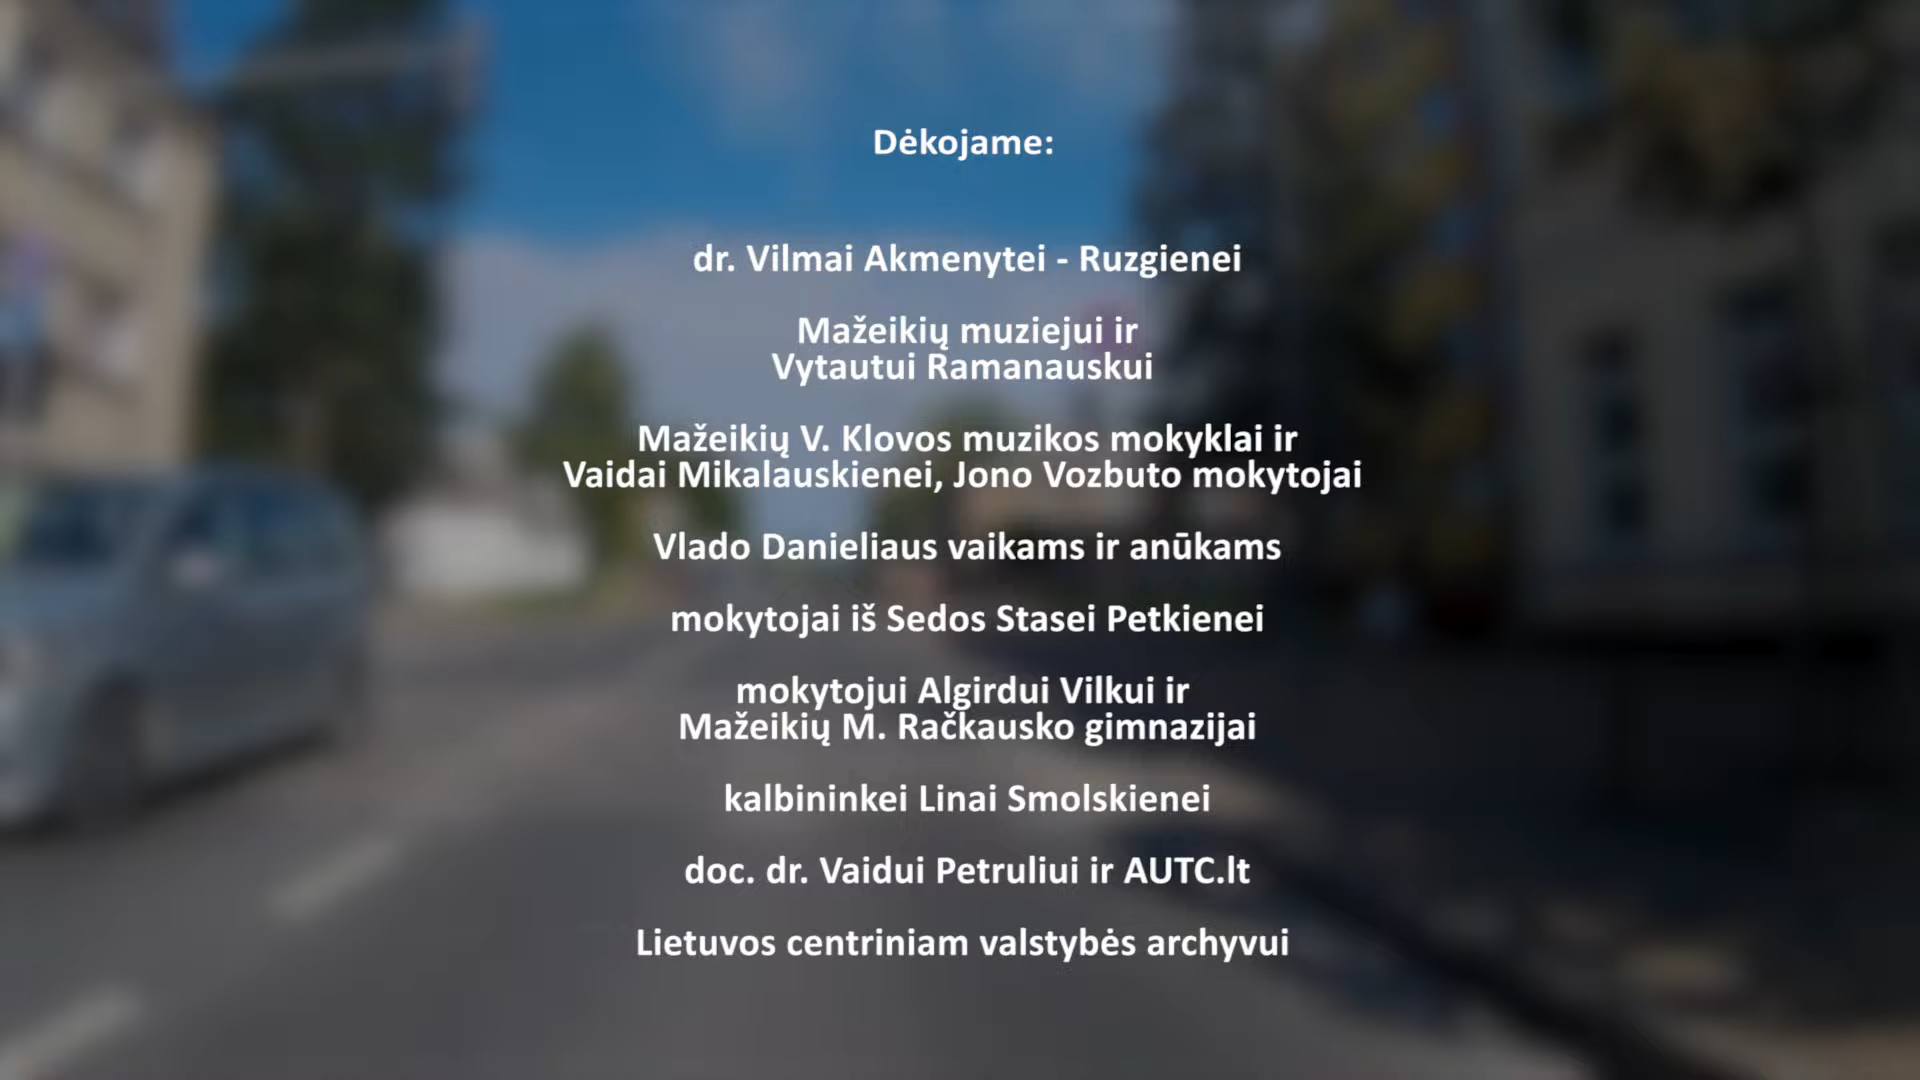 Dėkojame:
dr. Vilmai Akmenytei - Ruzgienei
Mažeikių muziejui ir
Vytautui Ramanauskui
Mažeikių V. Klovos muzikos mokyklai ir
Vaidai Mikalauskienei, Jono Vozbuto mokytojai
Vlado Danieliaus vaikams ir anūkams
mokytojai iš Sedos Stasei Petkienei
mokytojui Algirdui Vilkui ir
Mažeikių M. Račkausko gimnazijai
kalbininkei Linai Smolskienei
doc. dr. Vaidui Petruliui ir AUTC.lt
Lietuvos centriniam valstybės archyvui